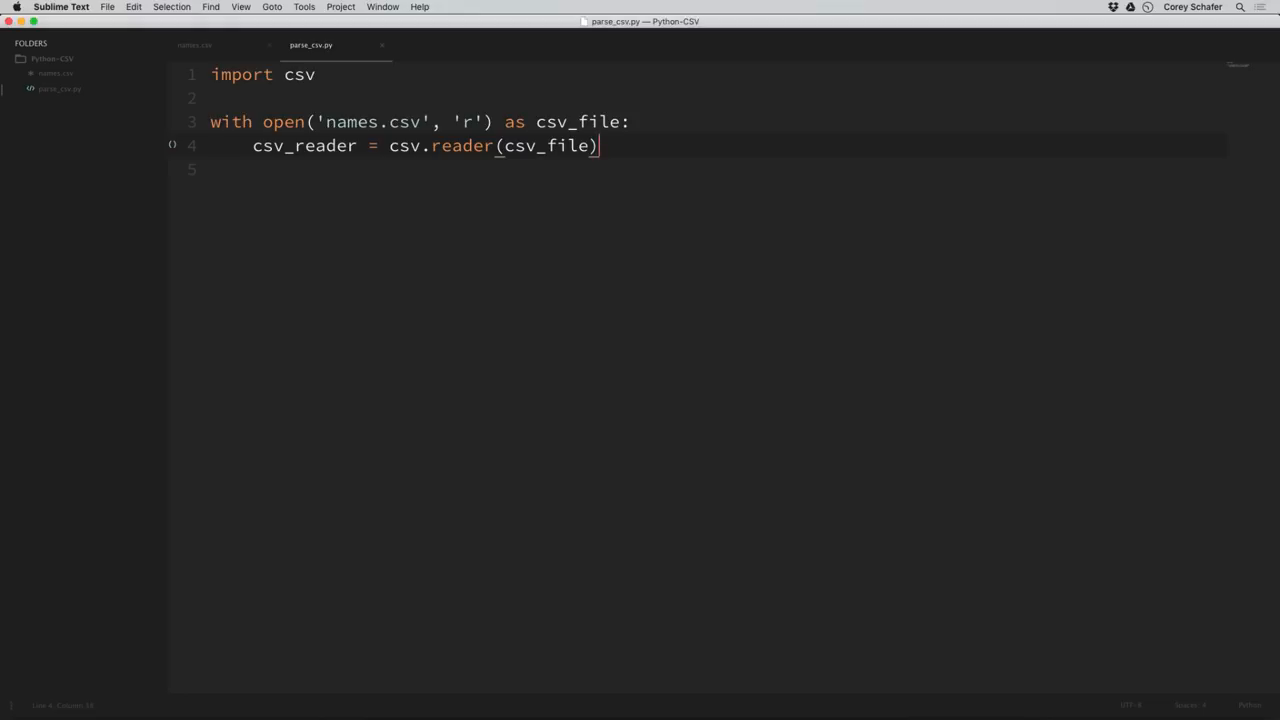 Sublime Text File Edit Selection Find View Goto Tools Project Window Help Corey Schafer
parse_csv.py — Python-CSV
FOLDERS
Python-CSV
names.csv
parse_csv.py
names.csv × parse_csv.py ×
1 import csv
2
3 with open('names.csv', 'r') as csv_file:
() 4     csv_reader = csv.reader(csv_file)
5
Line 4, Column 38 UTF-8 Spaces: 4 Python